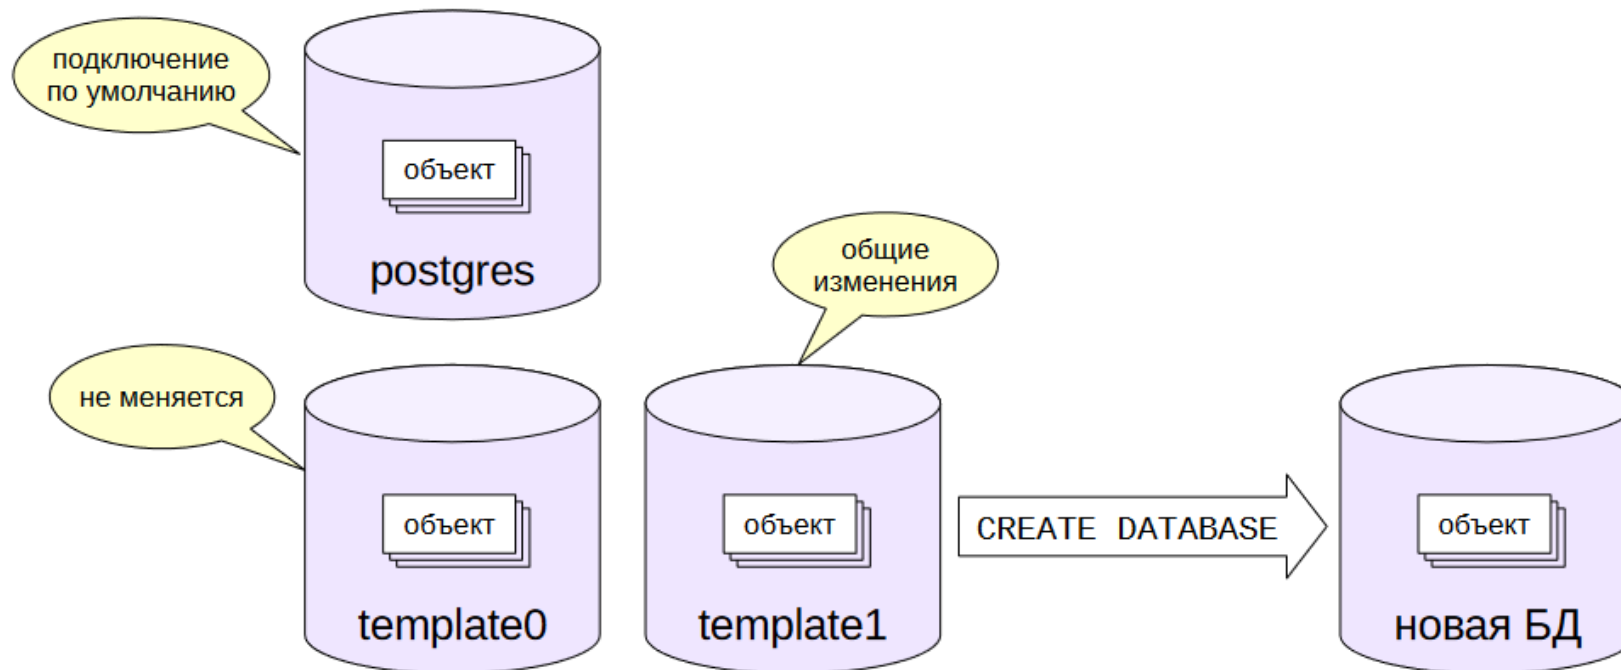 подключение
по умолчанию
объект
postgres
общие
изменения
не меняется
объект
template0
объект
template1
CREATE DATABASE
объект
новая БД